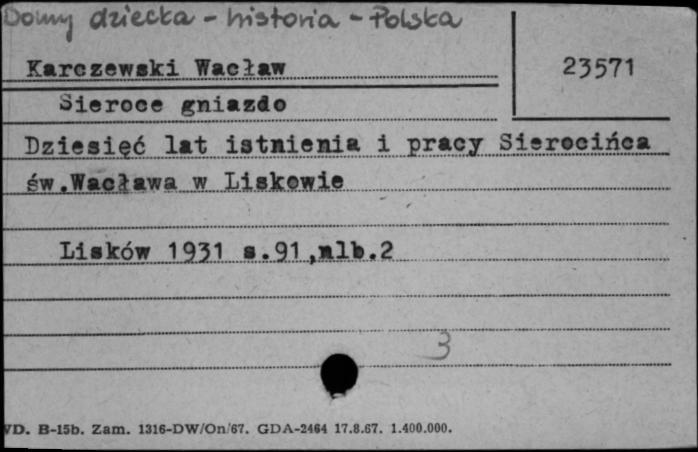 Domy dziecka - historia - Polska
Karczewski Wacław
23571
Sieroce gniazdo
Dziesięć lat istnienia i pracy Sierocińca
św.Wacława w Liskowie
Lisków 1931 s.91,nlb.2
3
WD. B-15b. Zam. 1316-DW/On/67. GDA-2464 17.8.67. 1.400.000.